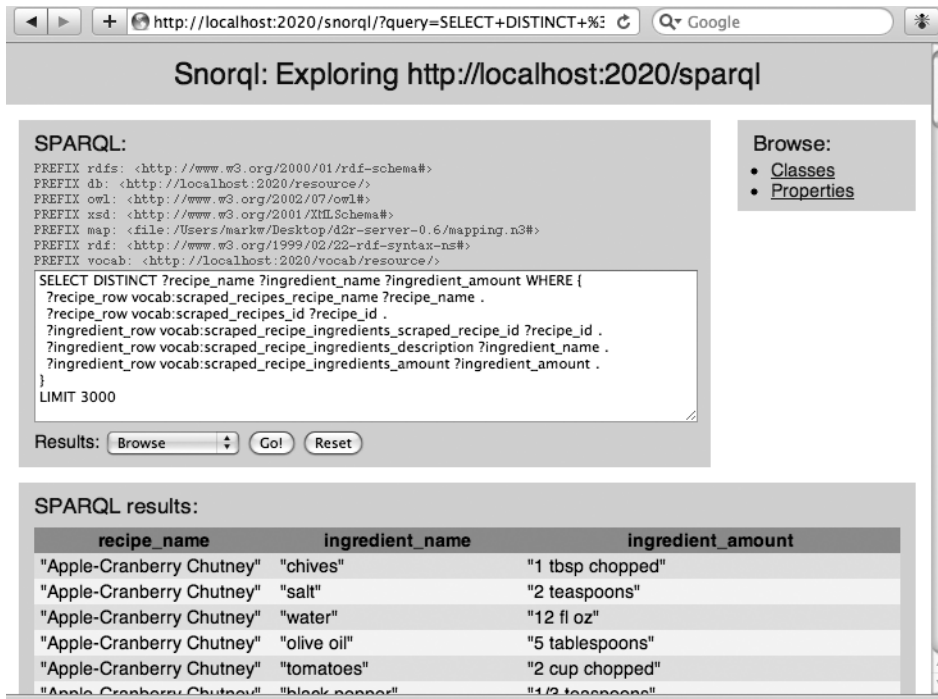 http://localhost:2020/snorql/?query=SELECT+DISTINCT+%3
Google
Snorql: Exploring http://localhost:2020/sparql
SPARQL:
PREFIX rdfs: <http://www.w3.org/2000/01/rdf-schema#>
PREFIX db: <http://localhost:2020/resource/>
PREFIX owl: <http://www.w3.org/2002/07/owl#>
PREFIX xsd: <http://www.w3.org/2001/XMLSchema#>
PREFIX map: <file:/Users/markw/Desktop/d2r-server-0.6/mapping.n3#>
PREFIX rdf: <http://www.w3.org/1999/02/22-rdf-syntax-ns#>
PREFIX vocab: <http://localhost:2020/vocab/resource/>
SELECT DISTINCT ?recipe_name ?ingredient_name ?ingredient_amount WHERE {
?recipe_row vocab:scraped_recipes_recipe_name ?recipe_name .
?recipe_row vocab:scraped_recipes_id ?recipe_id .
?ingredient_row vocab:scraped_recipe_ingredients_scraped_recipe_id ?recipe_id .
?ingredient_row vocab:scraped_recipe_ingredients_description ?ingredient_name .
?ingredient_row vocab:scraped_recipe_ingredients_amount ?ingredient_amount .
}
LIMIT 3000
Results: Browse Go! Reset
Browse:
• Classes
• Properties
SPARQL results:
recipe_name ingredient_name ingredient_amount
"Apple-Cranberry Chutney" "chives" "1 tbsp chopped"
"Apple-Cranberry Chutney" "salt" "2 teaspoons"
"Apple-Cranberry Chutney" "water" "12 fl oz"
"Apple-Cranberry Chutney" "olive oil" "5 tablespoons"
"Apple-Cranberry Chutney" "tomatoes" "2 cup chopped"
"Apple-Cranberry Chutney" "black pepper" "1/3 teaspoons"